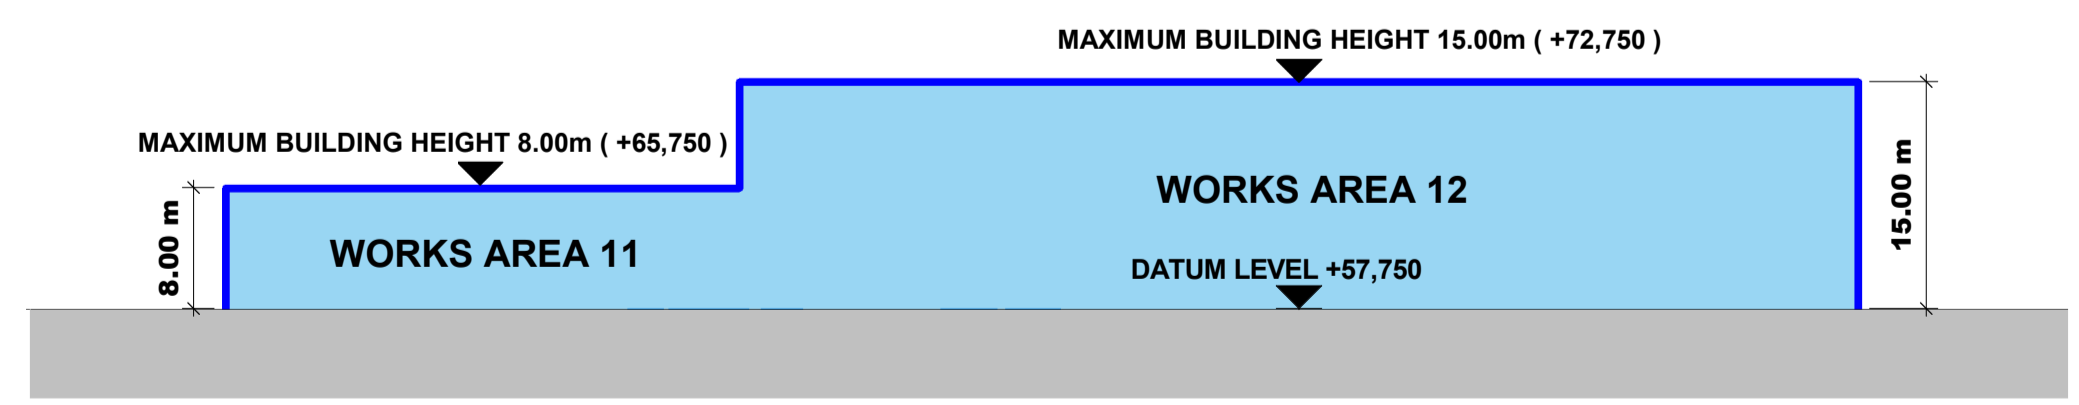 MAXIMUM BUILDING HEIGHT 15.00m ( +72,750 )
MAXIMUM BUILDING HEIGHT 8.00m ( +65,750 )
8.00 m
WORKS AREA 11
WORKS AREA 12
15.00 m
DATUM LEVEL +57,750